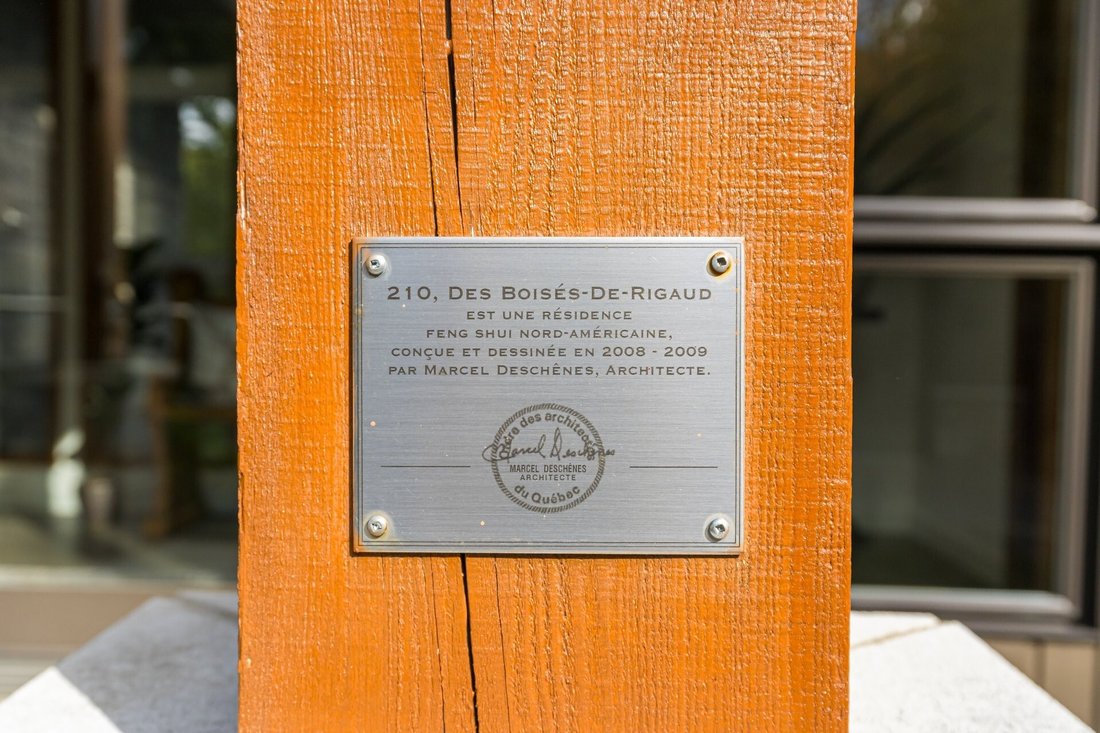 210, Des Boisés-De-Rigaud
est une résidence
feng shui nord-américaine,
conçue et dessinée en 2008 - 2009
par Marcel Deschênes, Architecte.
Ordre des architectes
Marcel Deschênes
MARCEL DESCHÊNES
ARCHITECTE
du Québec